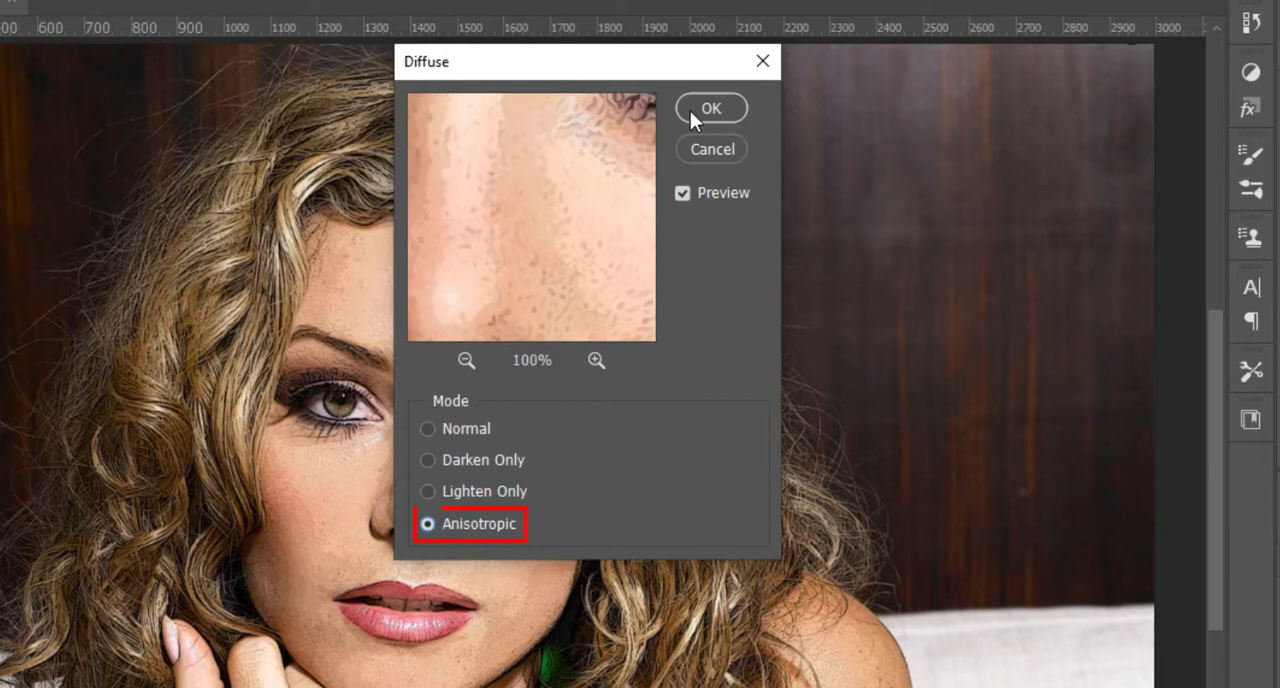 600 700 800 900 1000 1100 1200 1300 1400 1500 1600 1700 1800 1900 2000 2100 2200 2300 2400 2500 2600 2700 2800 2900 3000
Diffuse
OK
Cancel
Preview
100%
Mode
Normal
Darken Only
Lighten Only
Anisotropic
fx
A